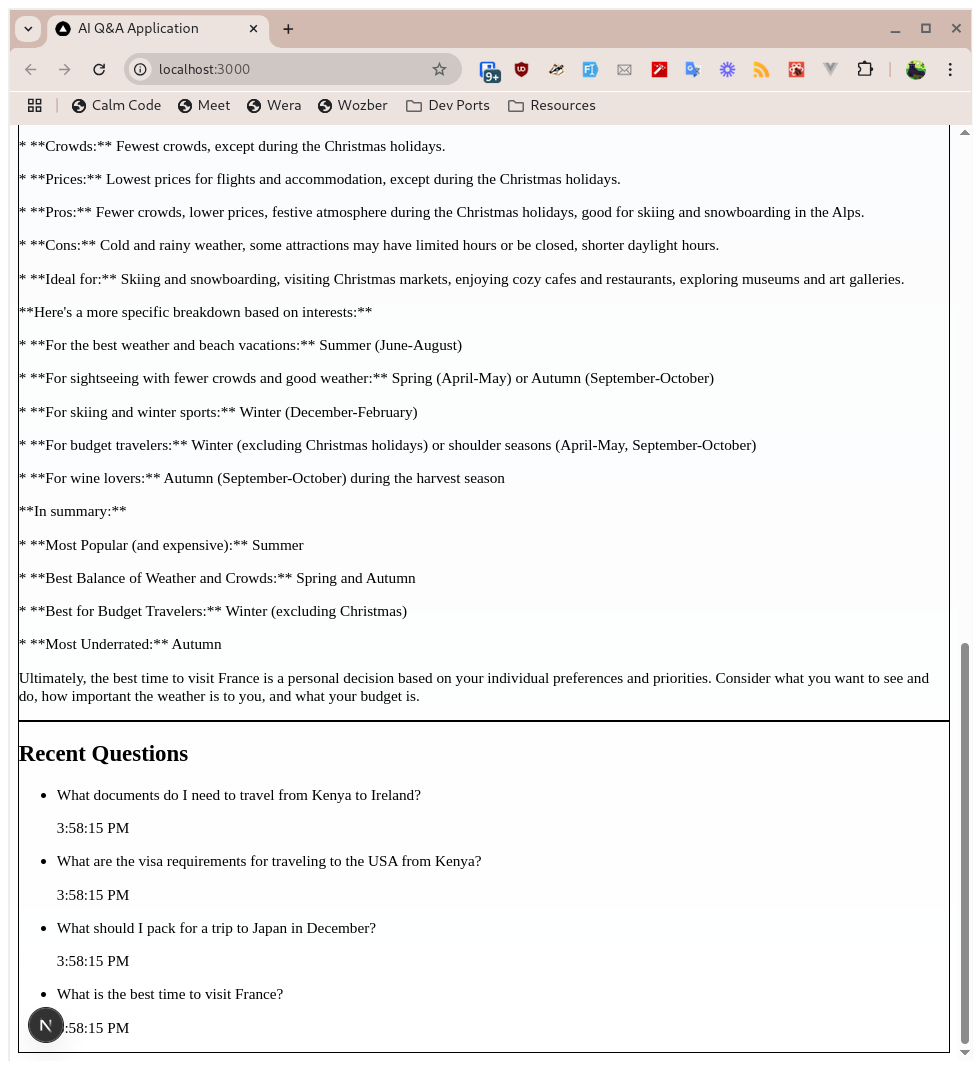 AI Q&A Application
localhost:3000
9+
Calm Code
Meet
Wera
Wozber
Dev Ports
Resources
* **Crowds:** Fewest crowds, except during the Christmas holidays.
* **Prices:** Lowest prices for flights and accommodation, except during the Christmas holidays.
* **Pros:** Fewer crowds, lower prices, festive atmosphere during the Christmas holidays, good for skiing and snowboarding in the Alps.
* **Cons:** Cold and rainy weather, some attractions may have limited hours or be closed, shorter daylight hours.
* **Ideal for:** Skiing and snowboarding, visiting Christmas markets, enjoying cozy cafes and restaurants, exploring museums and art galleries.
**Here's a more specific breakdown based on interests:**
* **For the best weather and beach vacations:** Summer (June-August)
* **For sightseeing with fewer crowds and good weather:** Spring (April-May) or Autumn (September-October)
* **For skiing and winter sports:** Winter (December-February)
* **For budget travelers:** Winter (excluding Christmas holidays) or shoulder seasons (April-May, September-October)
* **For wine lovers:** Autumn (September-October) during the harvest season
**In summary:**
* **Most Popular (and expensive):** Summer
* **Best Balance of Weather and Crowds:** Spring and Autumn
* **Best for Budget Travelers:** Winter (excluding Christmas)
* **Most Underrated:** Autumn
Ultimately, the best time to visit France is a personal decision based on your individual preferences and priorities. Consider what you want to see and
do, how important the weather is to you, and what your budget is.
Recent Questions
What documents do I need to travel from Kenya to Ireland?
3:58:15 PM
What are the visa requirements for traveling to the USA from Kenya?
3:58:15 PM
What should I pack for a trip to Japan in December?
3:58:15 PM
What is the best time to visit France?
N :58:15 PM